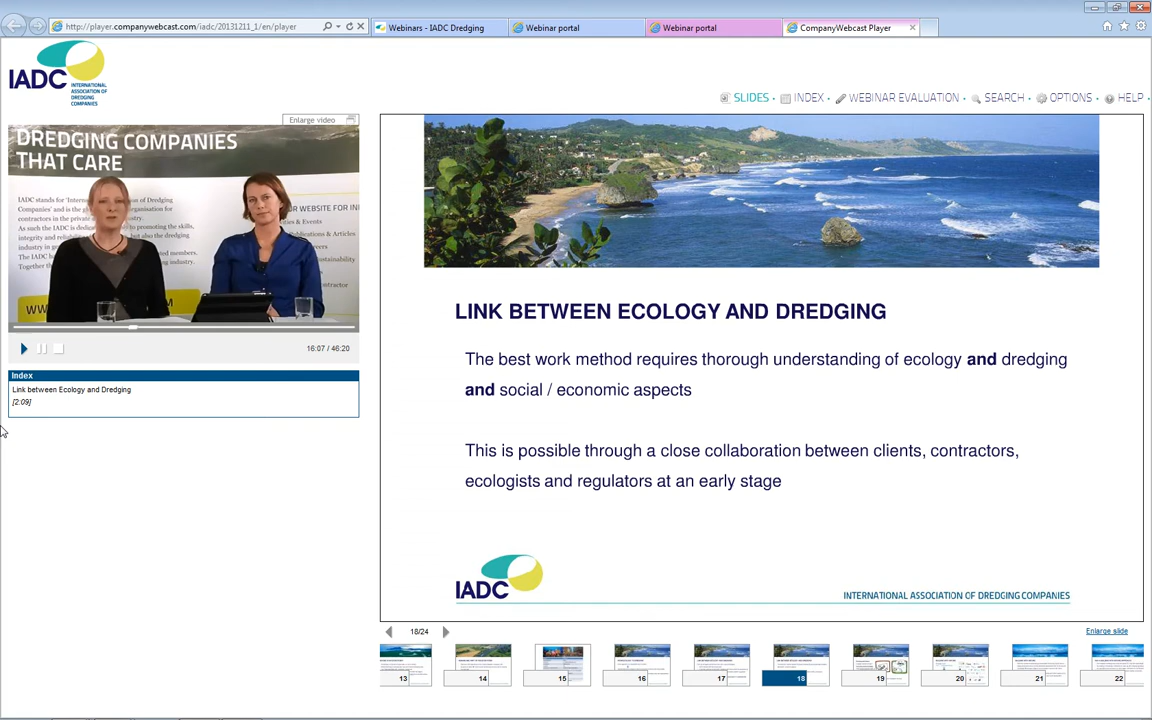 http://player.companywebcast.com/iadc/20131211_1/en/player
Webinars - IADC Dredging
Webinar portal
Webinar portal
CompanyWebcast Player
IADC
INTERNATIONAL
ASSOCIATION OF
DREDGING
COMPANIES
SLIDES
INDEX
WEBINAR EVALUATION
SEARCH
OPTIONS
HELP
Enlarge video
DREDGING COMPANIES
THAT CARE
16:07 / 46:20
Index
Link between Ecology and Dredging
[2:09]
LINK BETWEEN ECOLOGY AND DREDGING
The best work method requires thorough understanding of ecology and dredging
and social / economic aspects
This is possible through a close collaboration between clients, contractors,
ecologists and regulators at an early stage
IADC
INTERNATIONAL ASSOCIATION OF DREDGING COMPANIES
18/24
Enlarge slide
13
14
15
16
17
18
19
20
21
22